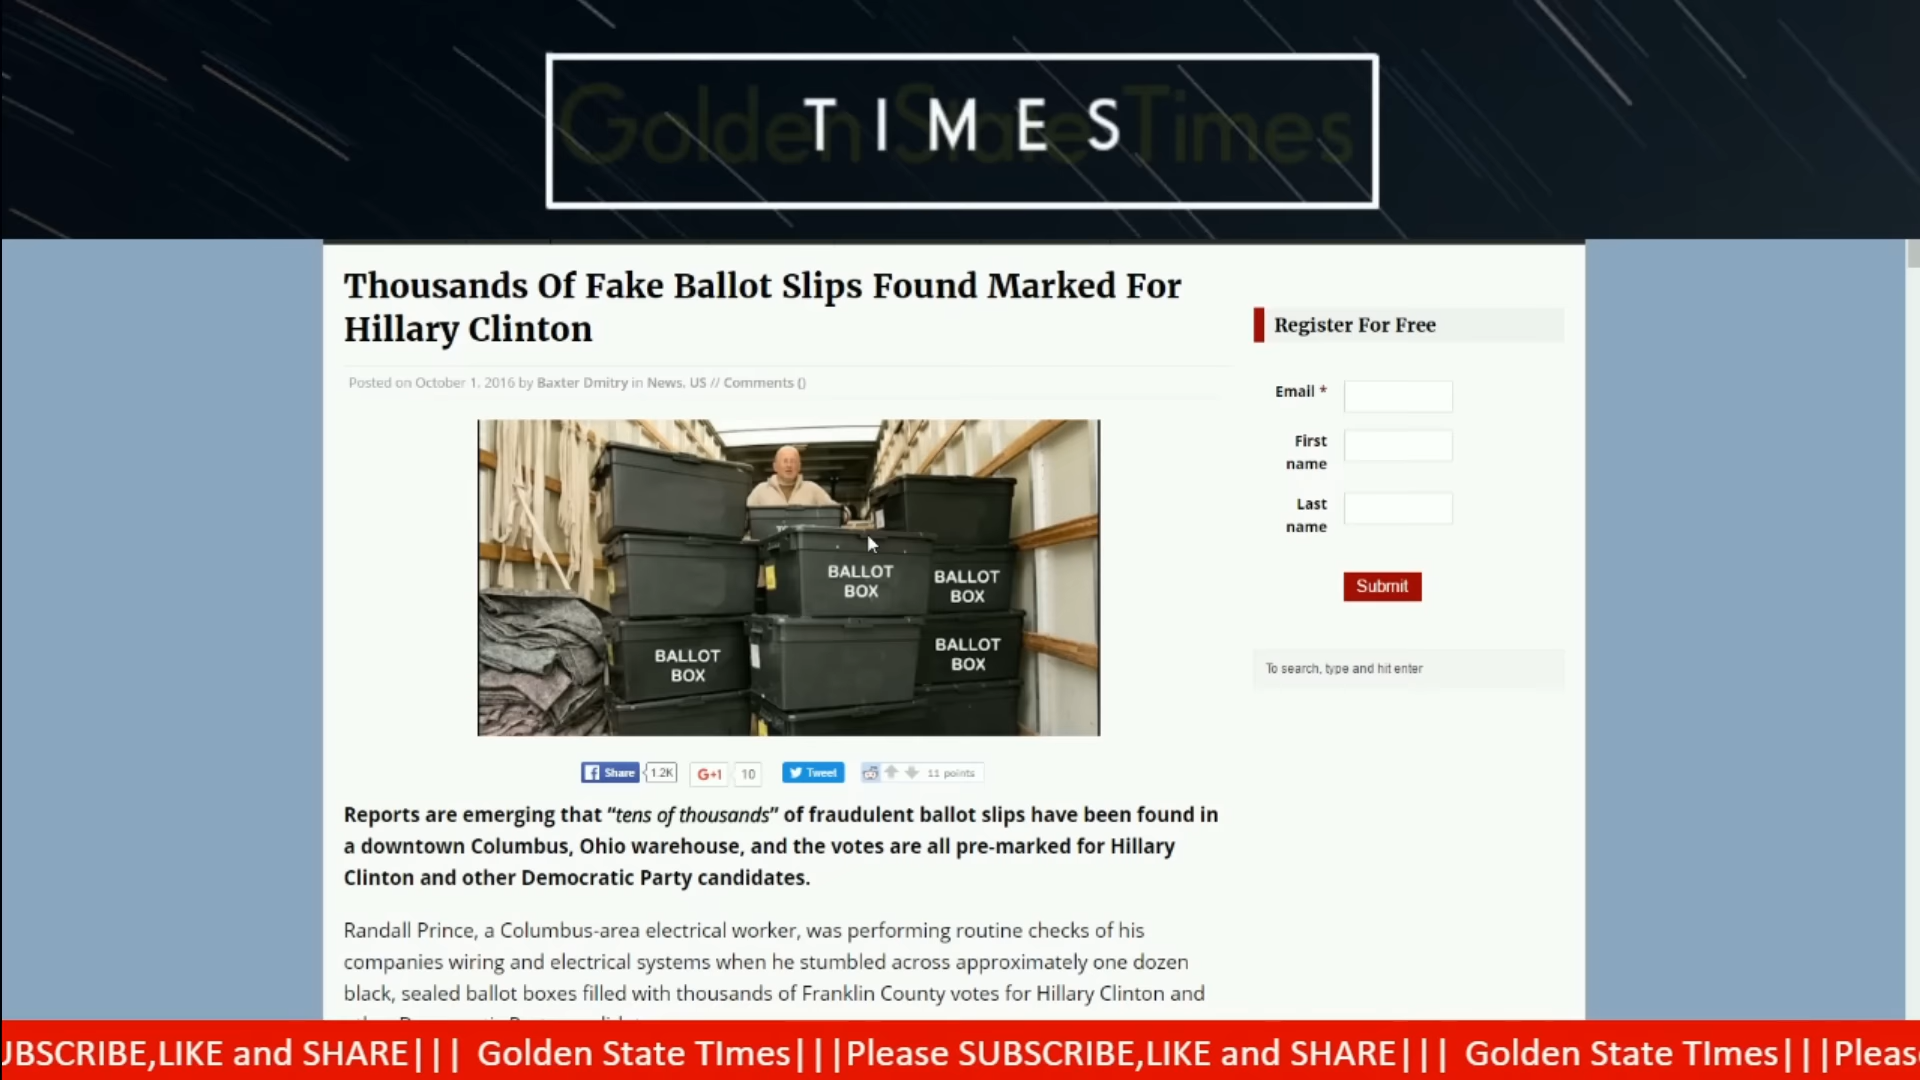 Golden State Times
TIMES
Thousands Of Fake Ballot Slips Found Marked For
Hillary Clinton
Posted on October 1, 2016 by Baxter Dmitry in News, US // Comments ()
Register For Free
Email *
First
name
Last
name
Submit
To search, type and hit enter
BALLOT
BOX
BALLOT
BOX
BALLOT
BOX
BALLOT
BOX
Share 1.2K G+1 10 Tweet 11 points
Reports are emerging that “tens of thousands” of fraudulent ballot slips have been found in
a downtown Columbus, Ohio warehouse, and the votes are all pre-marked for Hillary
Clinton and other Democratic Party candidates.
Randall Prince, a Columbus-area electrical worker, was performing routine checks of his
companies wiring and electrical systems when he stumbled across approximately one dozen
black, sealed ballot boxes filled with thousands of Franklin County votes for Hillary Clinton and
UBSCRIBE,LIKE and SHARE||| Golden State TImes|||Please SUBSCRIBE,LIKE and SHARE||| Golden State TImes|||Pleas